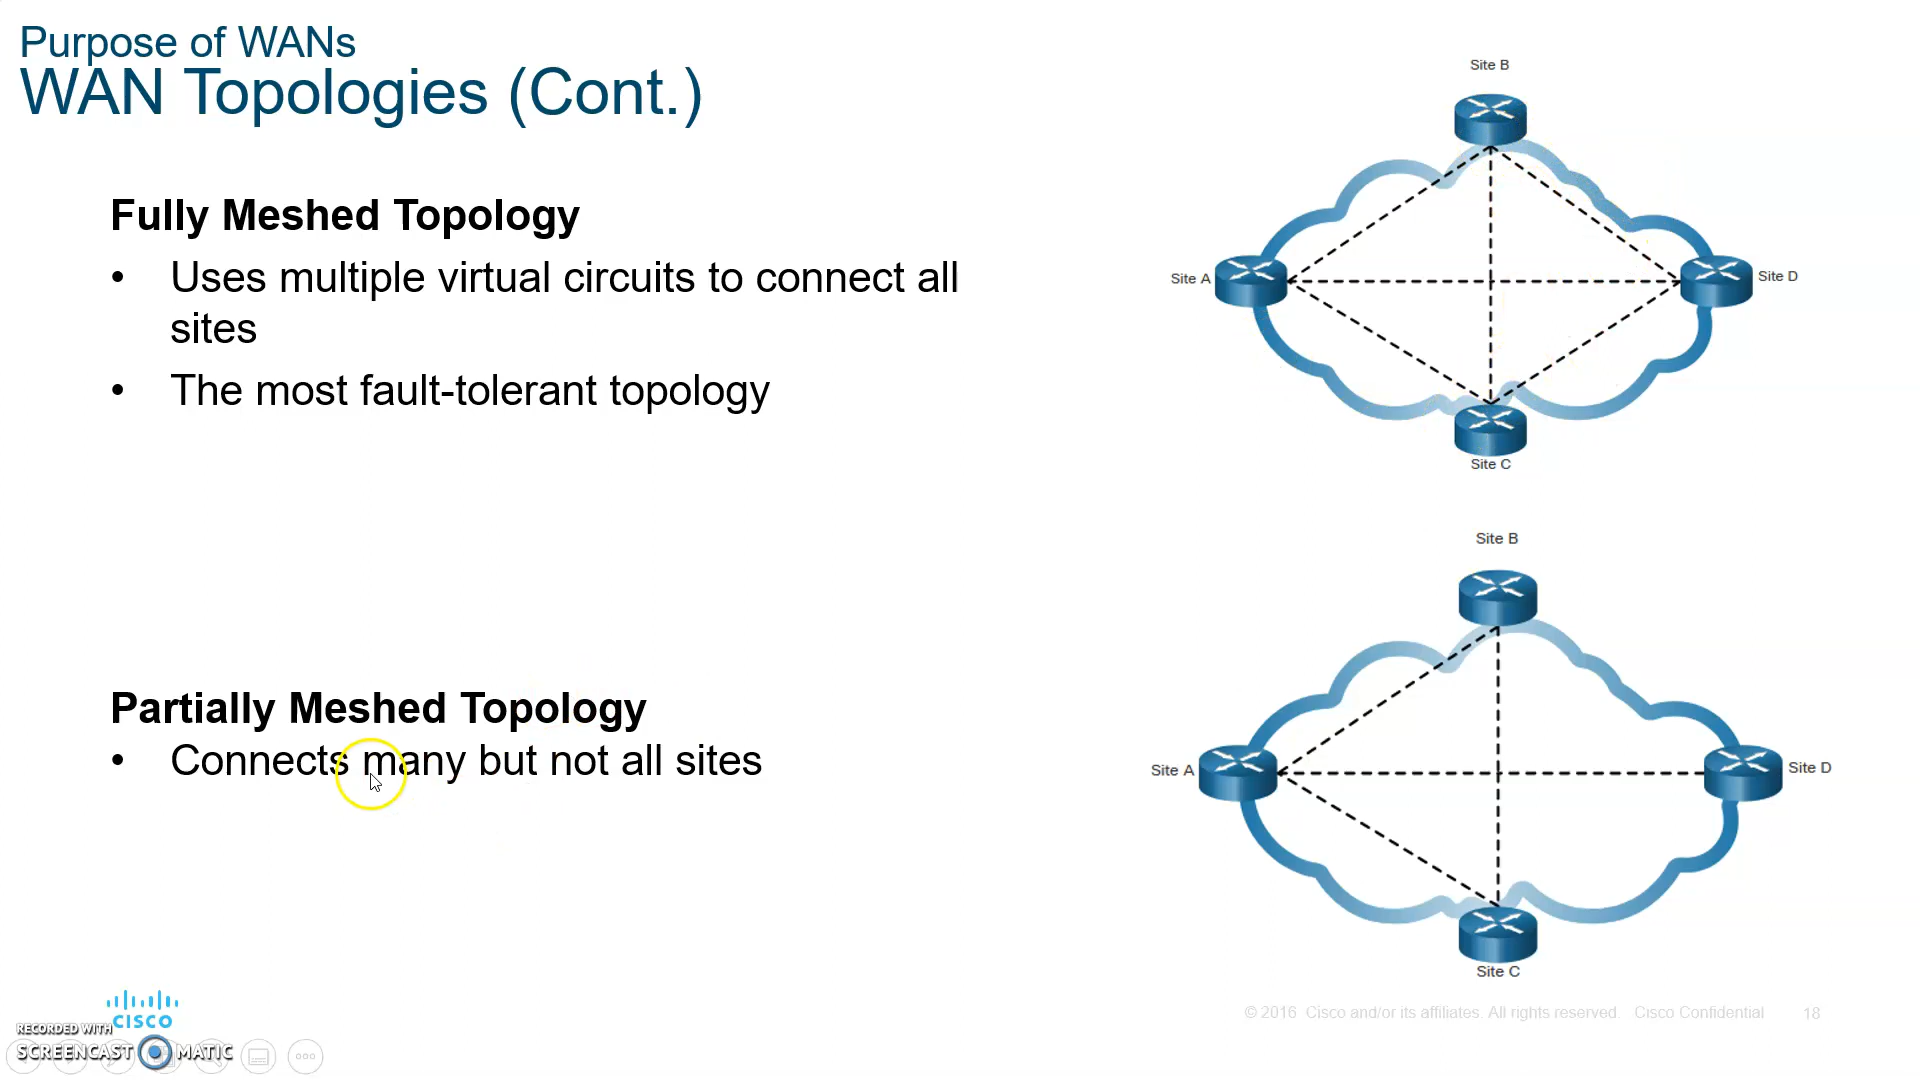 Purpose of WANs
WAN Topologies (Cont.)
Fully Meshed Topology
• Uses multiple virtual circuits to connect all
sites
• The most fault-tolerant topology
Site B
Site A
Site D
Site C
Partially Meshed Topology
• Connects many but not all sites
Site B
Site A
Site D
Site C
CISCO
RECORDED WITH
SCREENCAST MATIC
© 2016 Cisco and/or its affiliates. All rights reserved. Cisco Confidential 18